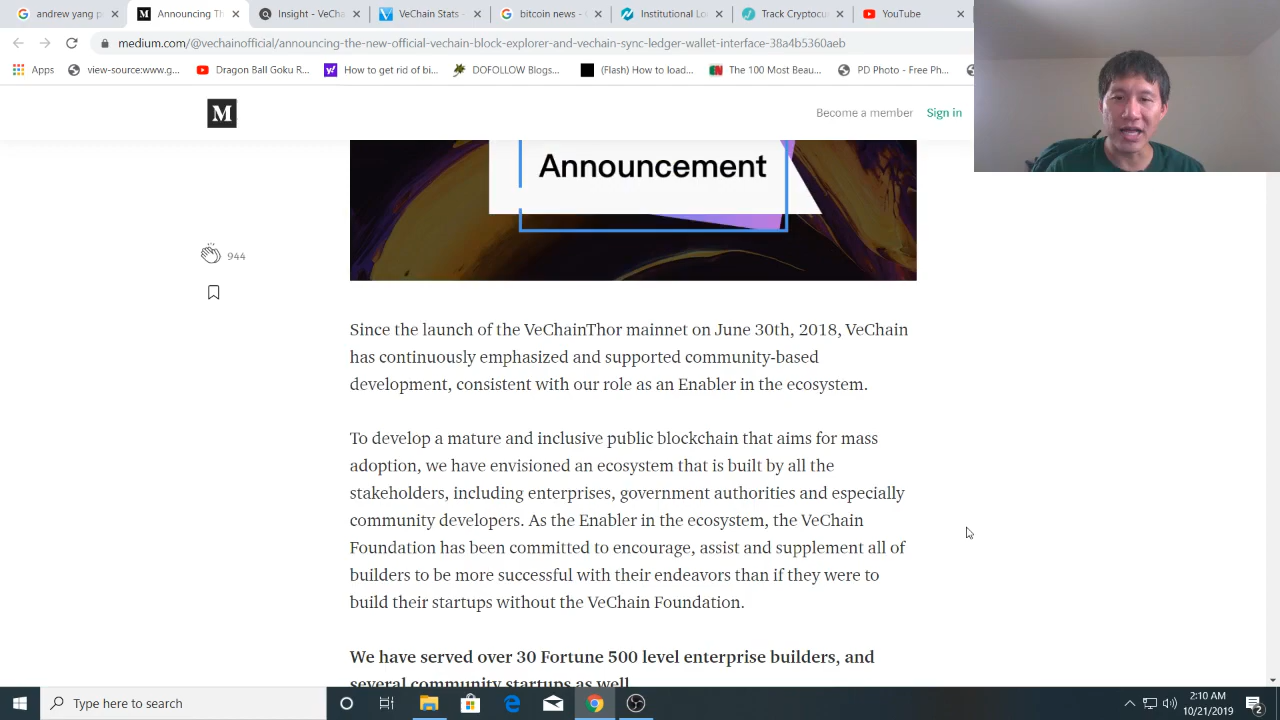 andrew yang p
Announcing Th
Insight - VeCha
VeChain Stats -
bitcoin news - G
Institutional Lo
Track Cryptocu
YouTube
medium.com/@vechainofficial/announcing-the-new-official-vechain-block-explorer-and-vechain-sync-ledger-wallet-interface-38a4b5360aeb
Apps
view-source:www.g...
Dragon Ball Goku R...
How to get rid of bi...
DOFOLLOW Blogs...
(Flash) How to load...
The 100 Most Beau...
PD Photo - Free Ph...
M
Become a member
Sign in
Announcement
944
Since the launch of the VeChainThor mainnet on June 30th, 2018, VeChain
has continuously emphasized and supported community-based
development, consistent with our role as an Enabler in the ecosystem.
To develop a mature and inclusive public blockchain that aims for mass
adoption, we have envisioned an ecosystem that is built by all the
stakeholders, including enterprises, government authorities and especially
community developers. As the Enabler in the ecosystem, the VeChain
Foundation has been committed to encourage, assist and supplement all of
builders to be more successful with their endeavors than if they were to
build their startups without the VeChain Foundation.
We have served over 30 Fortune 500 level enterprise builders, and
several community startups as well
Type here to search
2:10 AM
10/21/2019
2